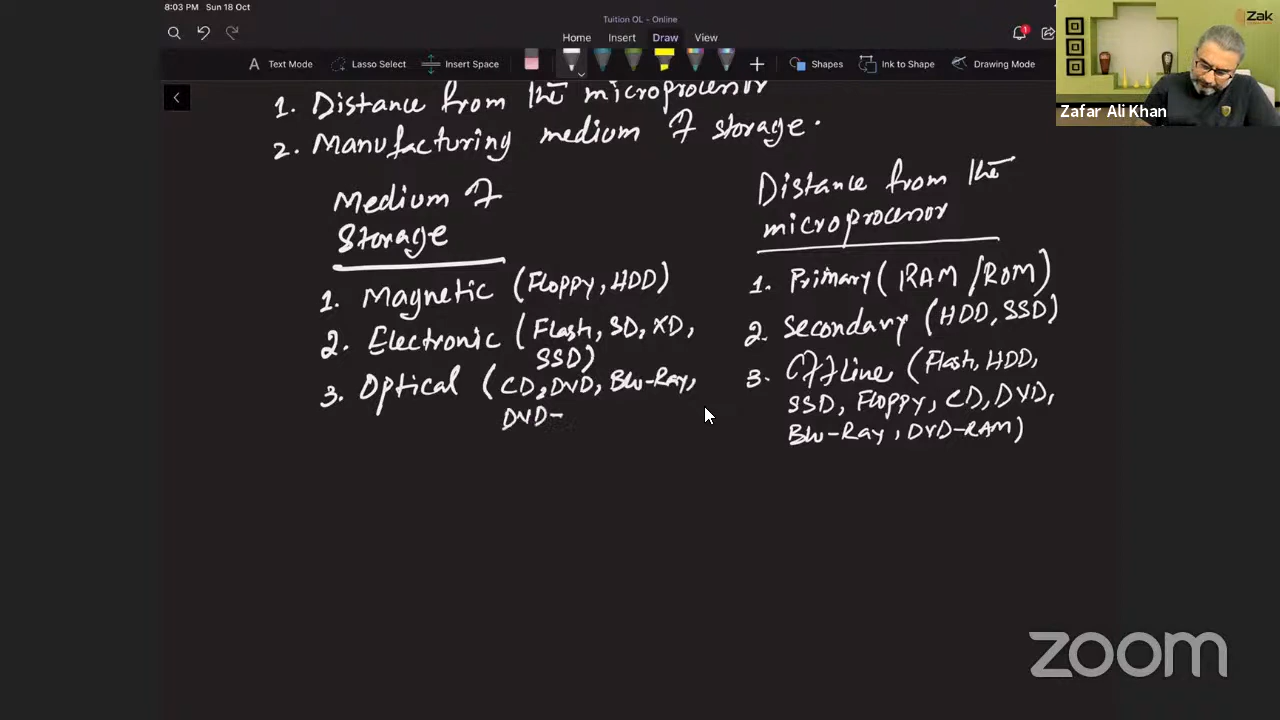 8:03 PM Sun 18 Oct
Tuition OL - Online
Home Insert Draw View
Text Mode Lasso Select Insert Space + Shapes Ink to Shape Drawing Mode
1
Zak
Zafar Ali Khan
1. Distance from the microprocessor
2. Manufacturing medium of storage.
Medium of
Storage
1. Magnetic (Floppy, HDD)
2. Electronic (Flash, SD, XD,
SSD)
3. Optical (CD, DVD, Blu-Ray,
DVD-
Distance from the
microprocessor
1. Primary (RAM/ROM)
2. Secondary (HDD, SSD)
3. Offline (Flash, HDD,
SSD, Floppy, CD, DVD,
Blu-Ray, DVD-RAM)
zoom